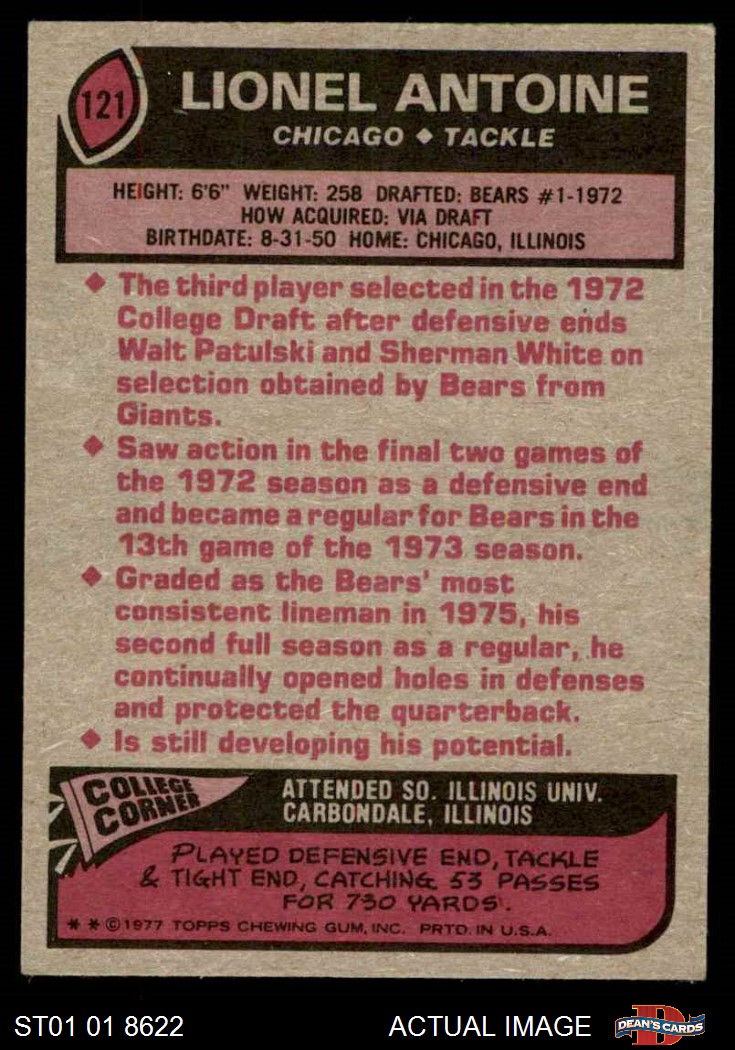 121
LIONEL ANTOINE
CHICAGO ◆ TACKLE
HEIGHT: 6'6" WEIGHT: 258 DRAFTED: BEARS #1-1972
HOW ACQUIRED: VIA DRAFT
BIRTHDATE: 8-31-50 HOME: CHICAGO, ILLINOIS
◆ The third player selected in the 1972
College Draft after defensive ends
Walt Patulski and Sherman White on
selection obtained by Bears from
Giants.
◆ Saw action in the final two games of
the 1972 season as a defensive end
and became a regular for Bears in the
13th game of the 1973 season.
◆ Graded as the Bears' most
consistent lineman in 1975, his
second full season as a regular, he
continually opened holes in defenses
and protected the quarterback.
◆ Is still developing his potential.
COLLEGE
CORNER
ATTENDED SO. ILLINOIS UNIV.
CARBONDALE, ILLINOIS
PLAYED DEFENSIVE END, TACKLE
& TIGHT END, CATCHING 53 PASSES
FOR 730 YARDS.
* * © 1977 TOPPS CHEWING GUM, INC. PRTD. IN U.S.A.
ST01 01 8622
ACTUAL IMAGE
D
DEAN'S CARDS